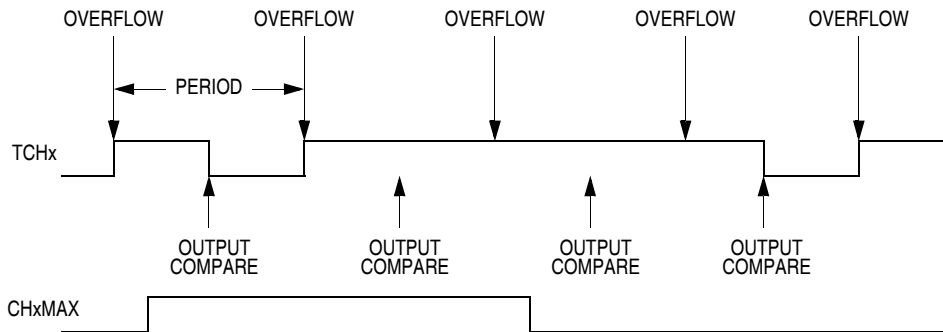 OVERFLOW OVERFLOW OVERFLOW OVERFLOW OVERFLOW
PERIOD
TCHx
OUTPUT COMPARE
OUTPUT COMPARE
OUTPUT COMPARE
OUTPUT COMPARE
CHxMAX